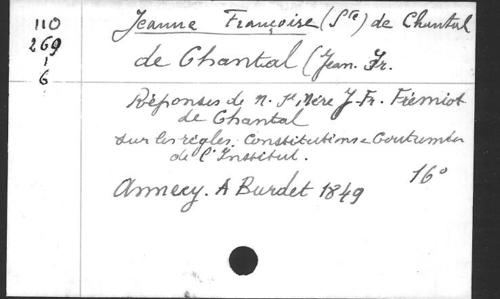 110
269
1
6
Jeanne Françoise (Ste) de Chantal
de Chantal (Jean. Fr.
Réponses de N. Ste Mère J. Fr. Frémiot
de Chantal
sur les règles. Constitutions & Coutumes
de l'Institut.
Annecy. A Burdet 1849 16°